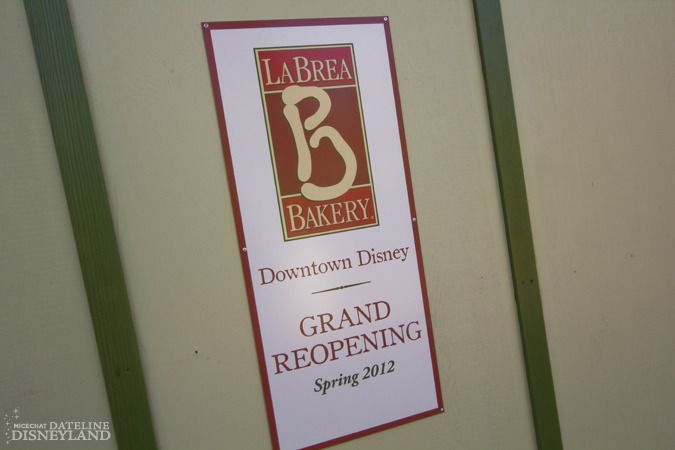 LABREA
B
BAKERY
Downtown Disney
GRAND
REOPENING
Spring 2012
MICECHAT DATELINE
DISNEYLAND